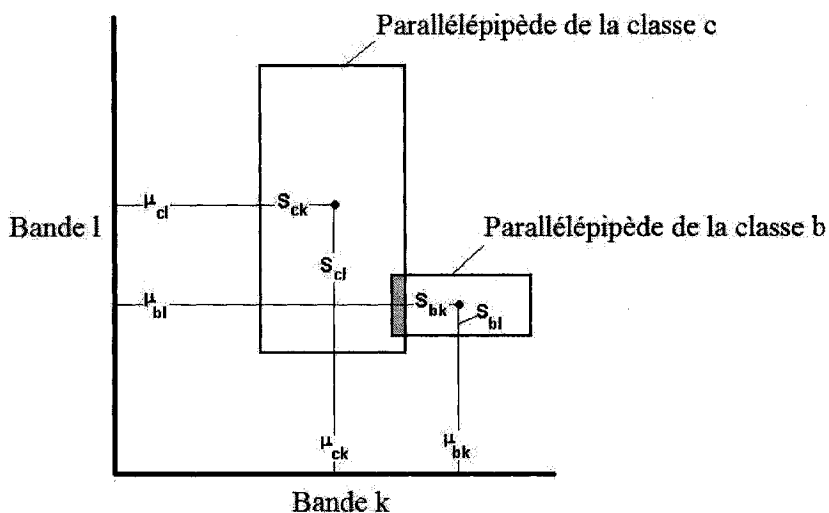 Parallélépipède de la classe c
μcl
Sck
Bande l
Scl
Parallélépipède de la classe b
μbl
Sbk
Sbl
μck
μbk
Bande k